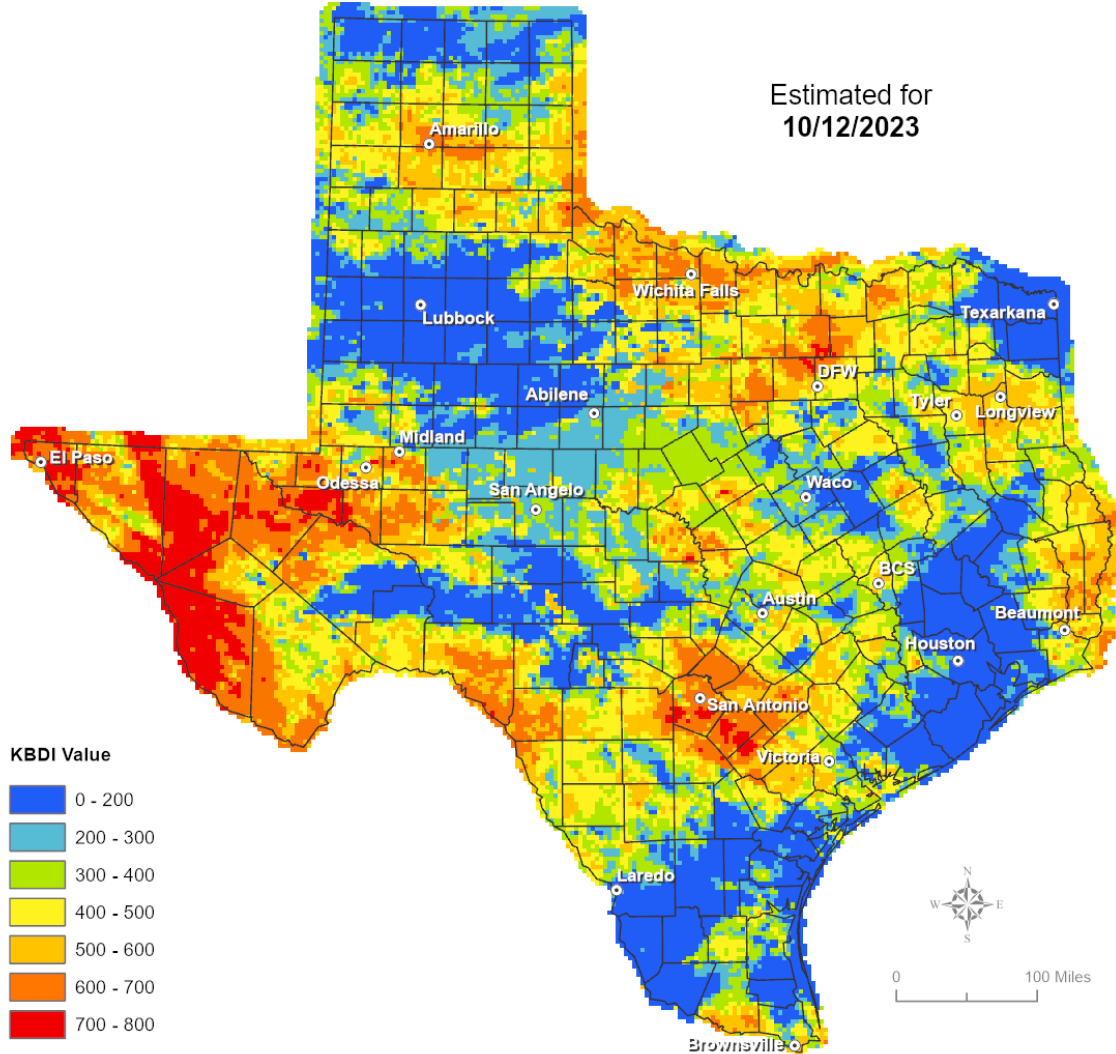 Estimated for
10/12/2023
Amarillo
Wichita Falls
Lubbock
Texarkana
DFW
Abilene
Tyler
Longview
Midland
El Paso
Odessa
San Angelo
Waco
BCS
Austin
Beaumont
Houston
San Antonio
Victoria
Laredo
Brownsville
KBDI Value
0 - 200
200 - 300
300 - 400
400 - 500
500 - 600
600 - 700
700 - 800
N
W E
S
0 100 Miles